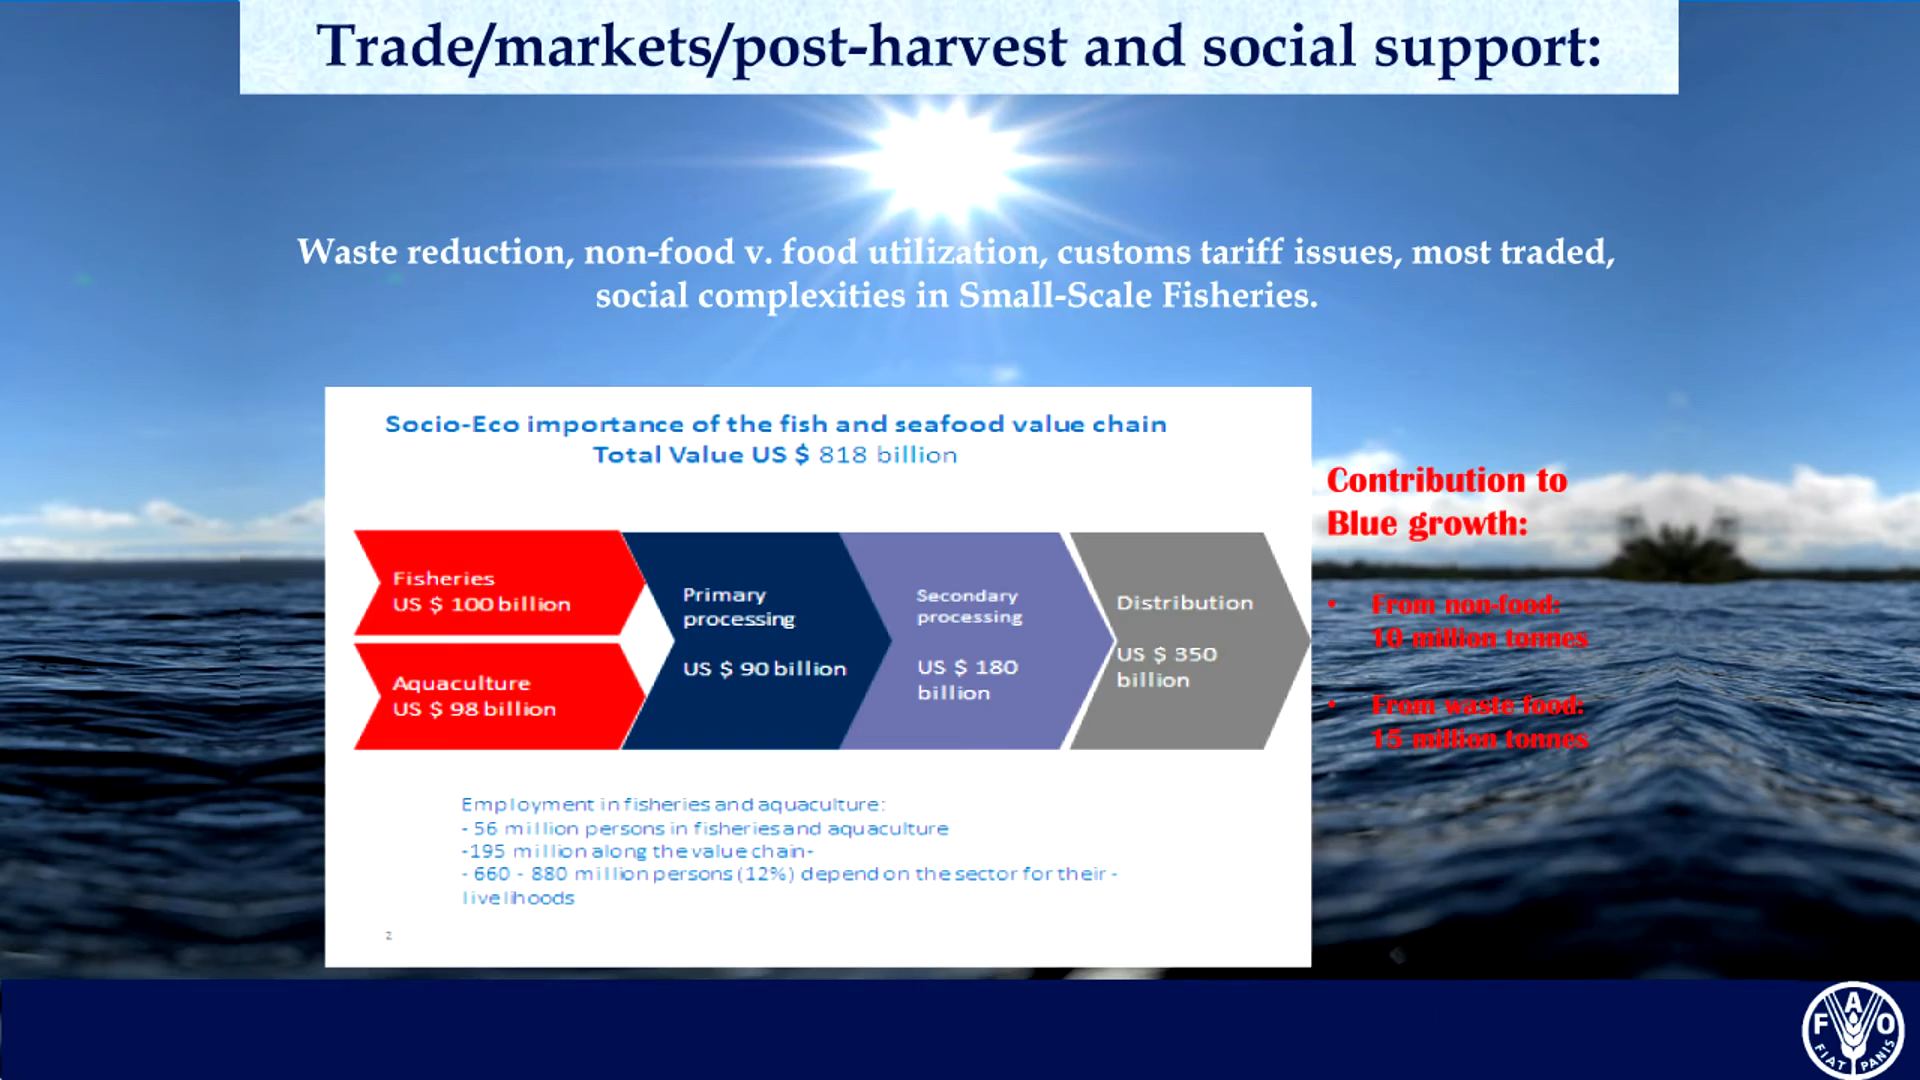 Trade/markets/post-harvest and social support:
Waste reduction, non-food v. food utilization, customs tariff issues, most traded,
social complexities in Small-Scale Fisheries.
Socio-Eco importance of the fish and seafood value chain
Total Value US $ 818 billion
Fisheries
US $ 100 billion
Aquaculture
US $ 98 billion
Primary
processing
US $ 90 billion
Secondary
processing
US $ 180
billion
Distribution
US $ 350
billion
Employment in fisheries and aquaculture:
- 56 million persons in fisheries and aquaculture
-195 million along the value chain-
- 660 - 880 million persons (12%) depend on the sector for their -
livelihoods
2
Contribution to
Blue growth:
• From non-food:
10 million tonnes
• From waste food:
15 million tonnes
FAO
FIAT PANIS